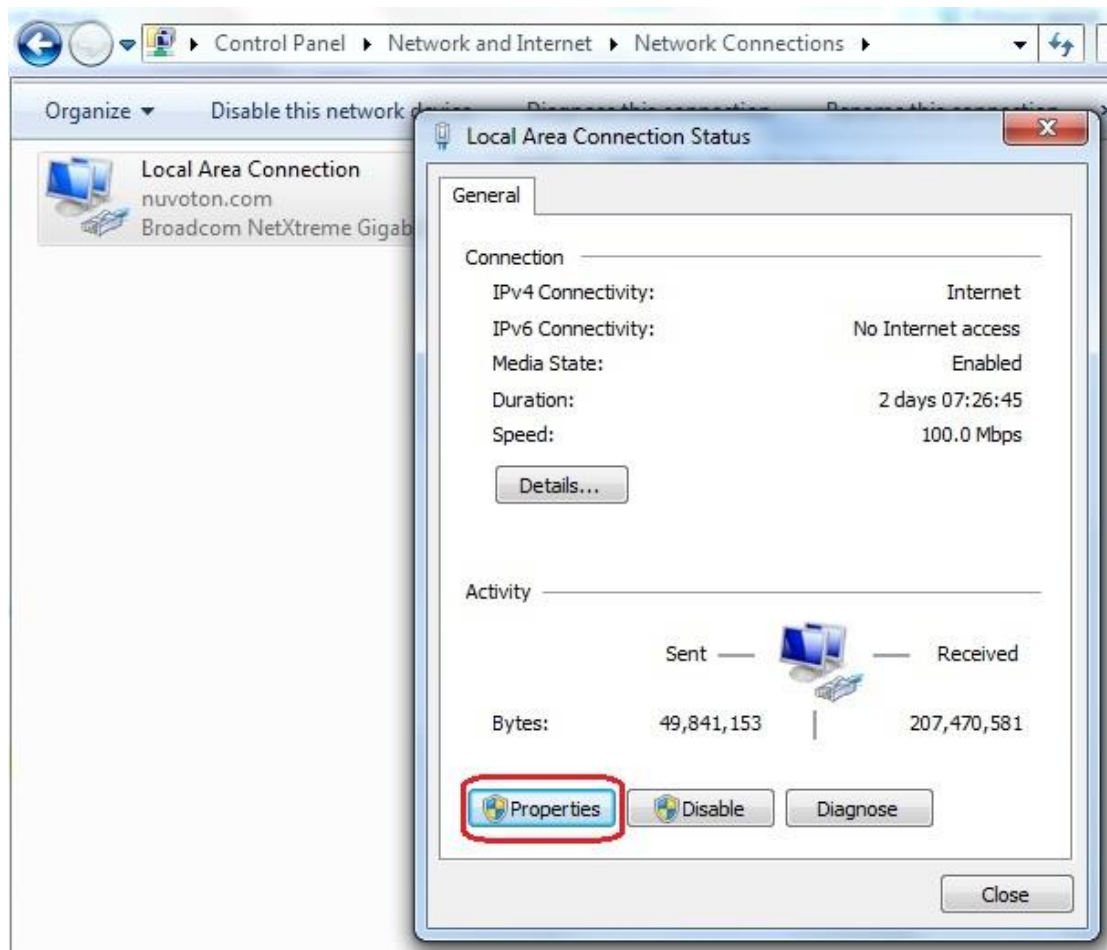 Control Panel Network and Internet Network Connections
Organize Disable this network
Local Area Connection
nuvoton.com
Broadcom NetXtreme Gigab
Local Area Connection Status
General
Connection
IPv4 Connectivity: Internet
IPv6 Connectivity: No Internet access
Media State: Enabled
Duration: 2 days 07:26:45
Speed: 100.0 Mbps
Details...
Activity
Sent Received
Bytes: 49,841,153 207,470,581
Properties Disable Diagnose
Close